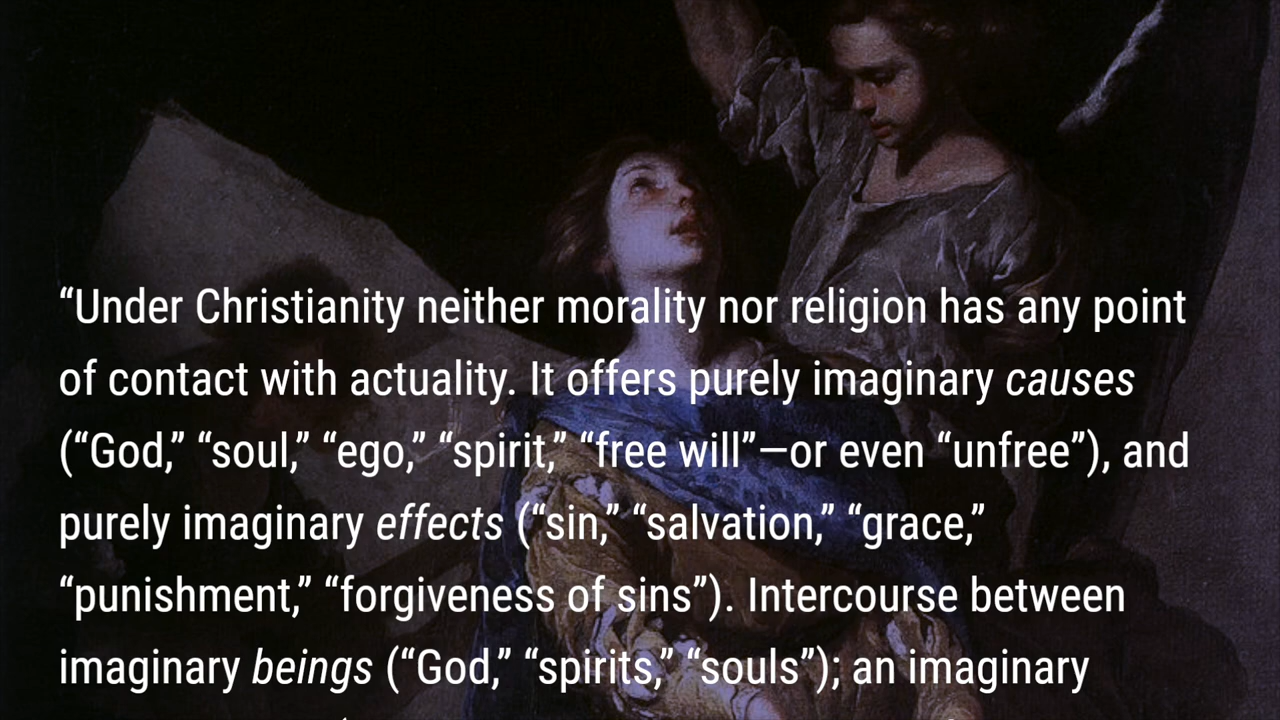 “Under Christianity neither morality nor religion has any point
of contact with actuality. It offers purely imaginary causes
(“God,” “soul,” “ego,” “spirit,” “free will”—or even “unfree”), and
purely imaginary effects (“sin,” “salvation,” “grace,”
“punishment,” “forgiveness of sins”). Intercourse between
imaginary beings (“God,” “spirits,” “souls”); an imaginary